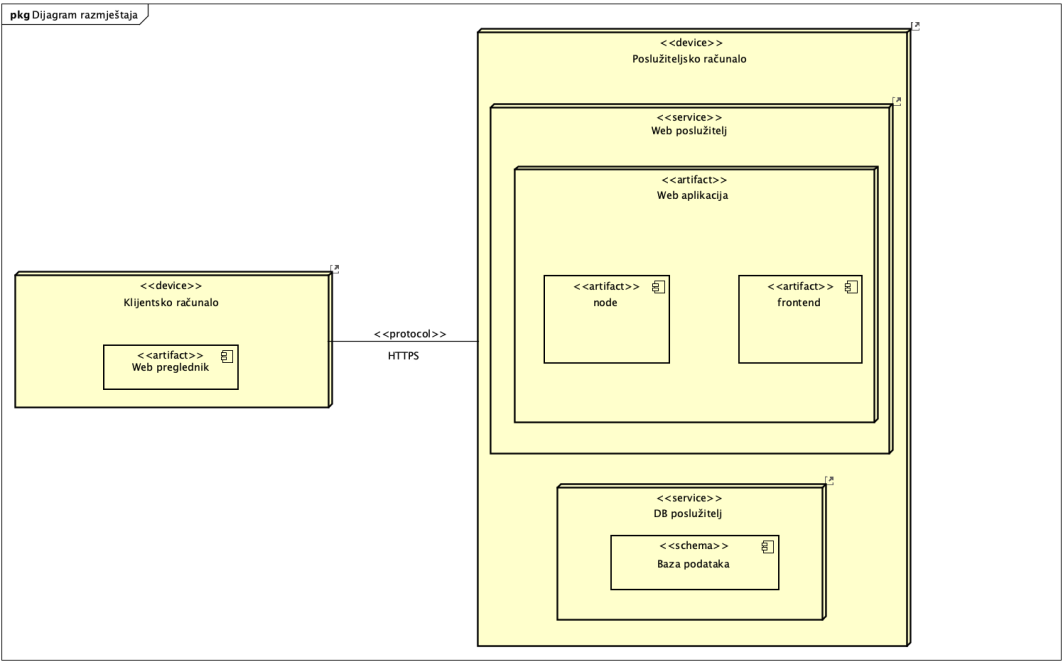 pkg Dijagram razmještaja
<<device>>
Poslužiteljsko računalo
<<service>>
Web poslužitelj
<<artifact>>
Web aplikacija
<<artifact>>
node
<<artifact>>
frontend
<<device>>
Klijentsko računalo
<<artifact>>
Web preglednik
<<protocol>>
HTTPS
<<service>>
DB poslužitelj
<<schema>>
Baza podataka